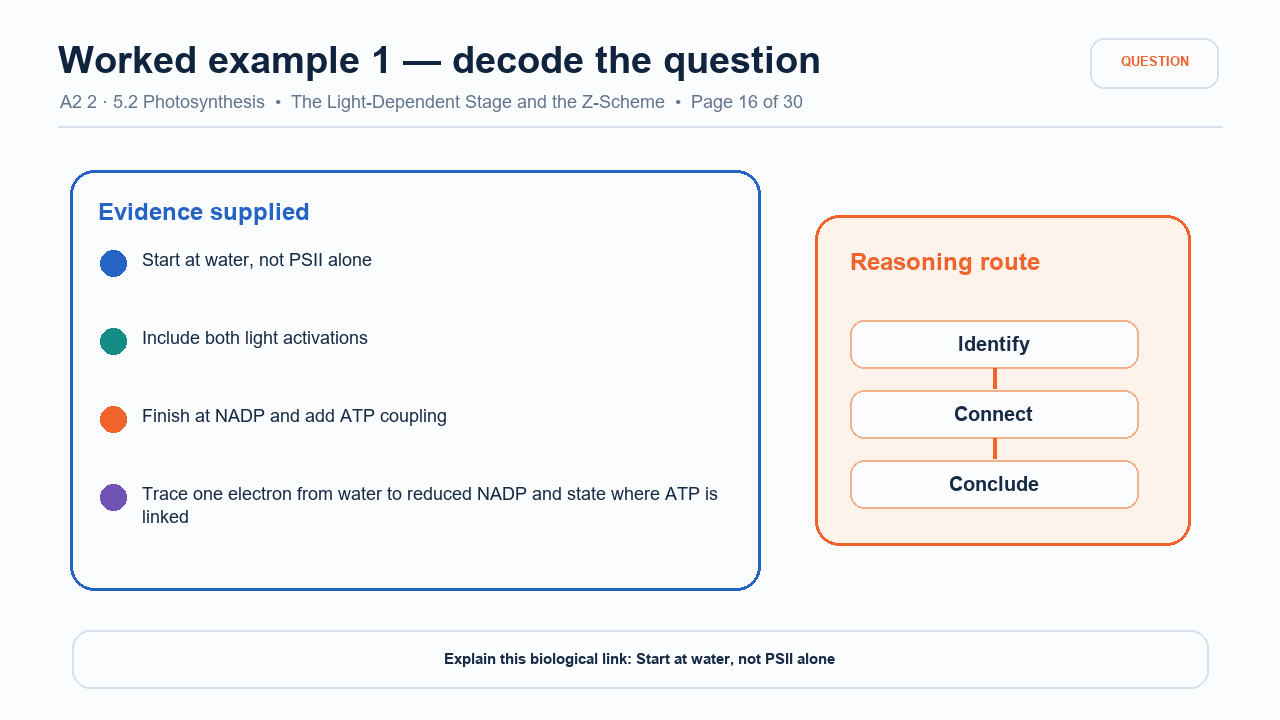 Worked example 1 — decode the question
QUESTION
A2 2 · 5.2 Photosynthesis • The Light-Dependent Stage and the Z-Scheme • Page 16 of 30
Evidence supplied
Start at water, not PSII alone
Include both light activations
Finish at NADP and add ATP coupling
Trace one electron from water to reduced NADP and state where ATP is
linked
Reasoning route
Identify
Connect
Conclude
Explain this biological link: Start at water, not PSII alone